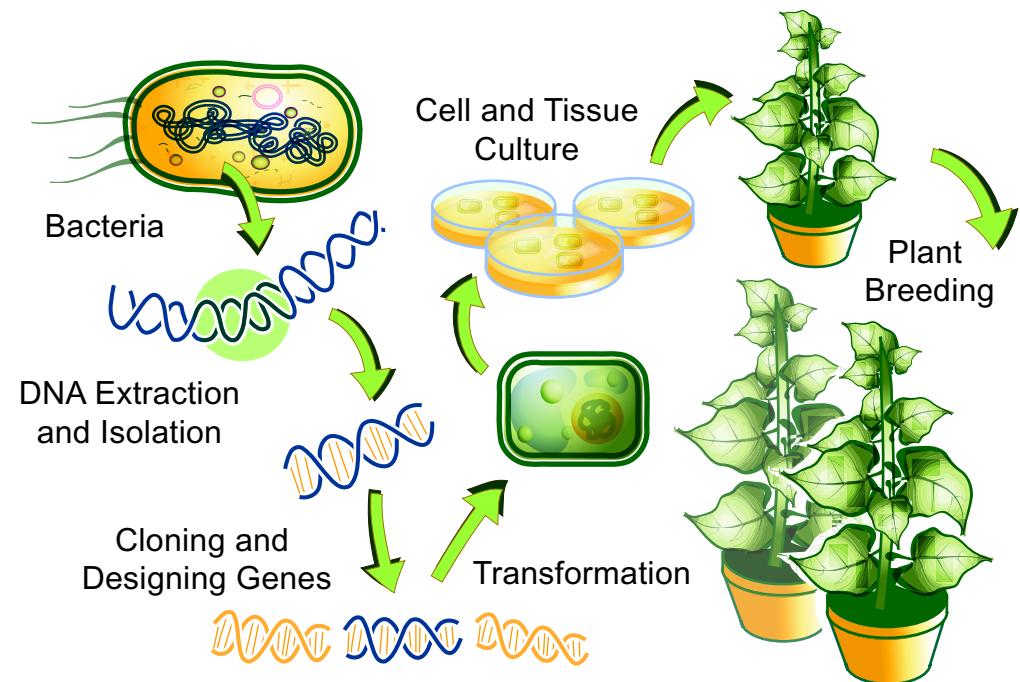 Bacteria
DNA Extraction
and Isolation
Cloning and
Designing Genes
Transformation
Cell and Tissue
Culture
Plant
Breeding